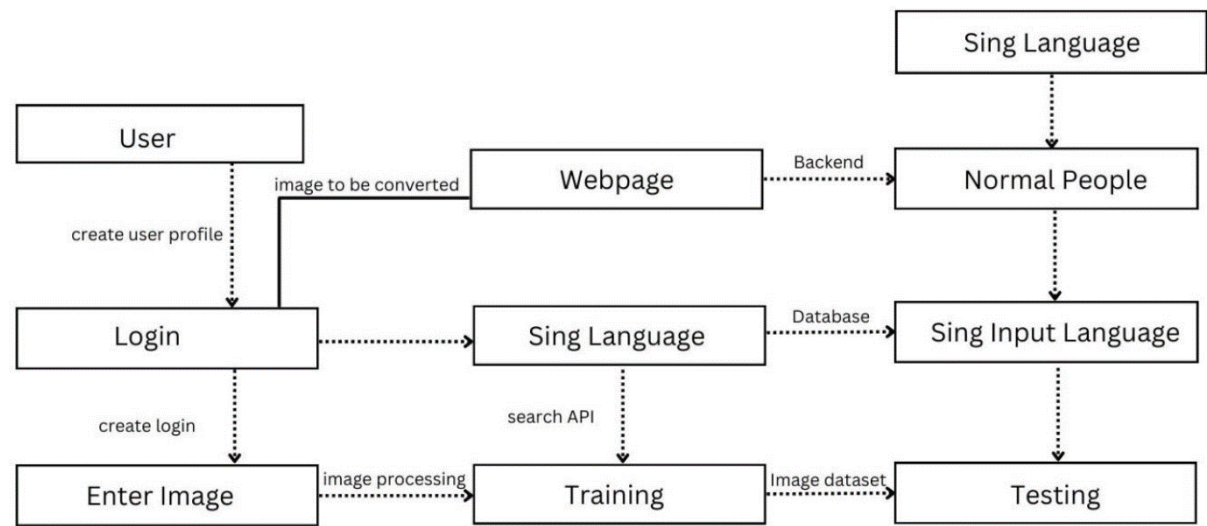 Sing Language
User
image to be converted
Webpage
Backend
Normal People
create user profile
Login
Sing Language
Database
Sing Input Language
create login
search API
Enter Image
image processing
Training
Image dataset
Testing